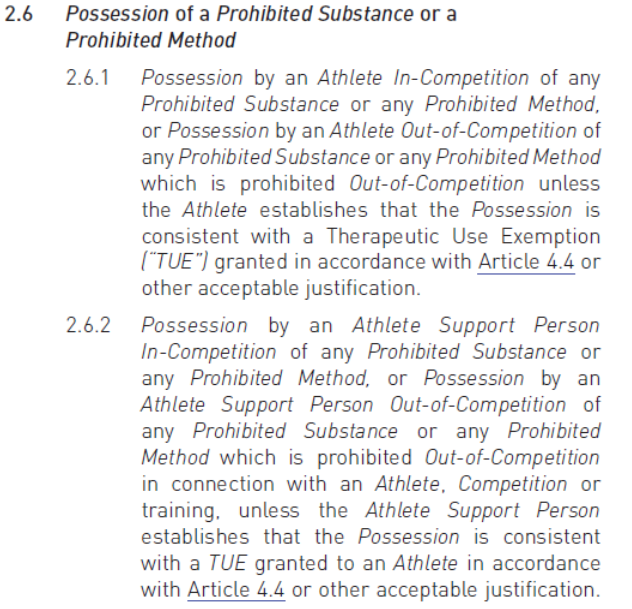 2.6 Possession of a Prohibited Substance or a
Prohibited Method
2.6.1 Possession by an Athlete In-Competition of any
Prohibited Substance or any Prohibited Method,
or Possession by an Athlete Out-of-Competition of
any Prohibited Substance or any Prohibited Method
which is prohibited Out-of-Competition unless
the Athlete establishes that the Possession is
consistent with a Therapeutic Use Exemption
("TUE") granted in accordance with Article 4.4 or
other acceptable justification.
2.6.2 Possession by an Athlete Support Person
In-Competition of any Prohibited Substance or
any Prohibited Method, or Possession by an
Athlete Support Person Out-of-Competition of
any Prohibited Substance or any Prohibited
Method which is prohibited Out-of-Competition
in connection with an Athlete, Competition or
training, unless the Athlete Support Person
establishes that the Possession is consistent
with a TUE granted to an Athlete in accordance
with Article 4.4 or other acceptable justification.